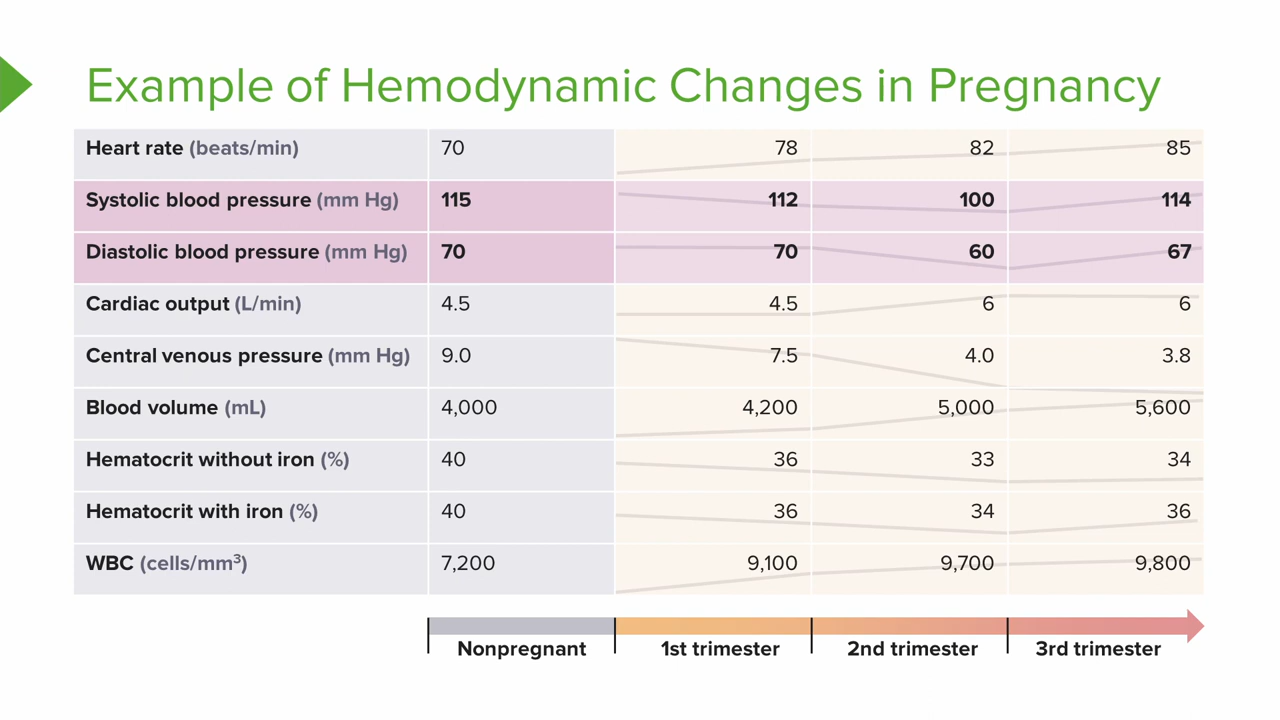 Example of Hemodynamic Changes in Pregnancy
Heart rate (beats/min) 70 78 82 85
Systolic blood pressure (mm Hg) 115 112 100 114
Diastolic blood pressure (mm Hg) 70 70 60 67
Cardiac output (L/min) 4.5 4.5 6 6
Central venous pressure (mm Hg) 9.0 7.5 4.0 3.8
Blood volume (mL) 4,000 4,200 5,000 5,600
Hematocrit without iron (%) 40 36 33 34
Hematocrit with iron (%) 40 36 34 36
WBC (cells/mm³) 7,200 9,100 9,700 9,800
Nonpregnant 1st trimester 2nd trimester 3rd trimester